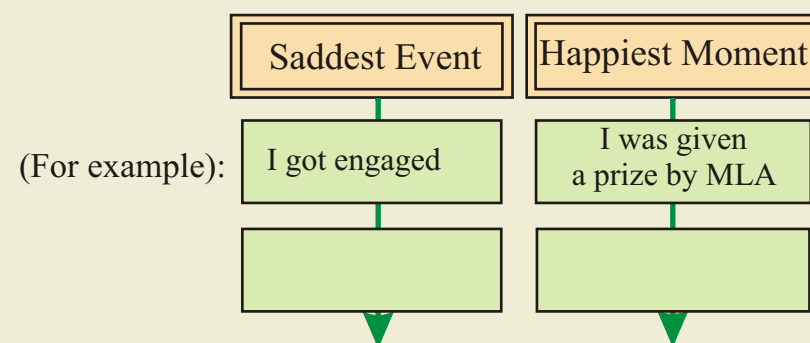 Saddest Event
Happiest Moment
(For example):
I got engaged
I was given
a prize by MLA